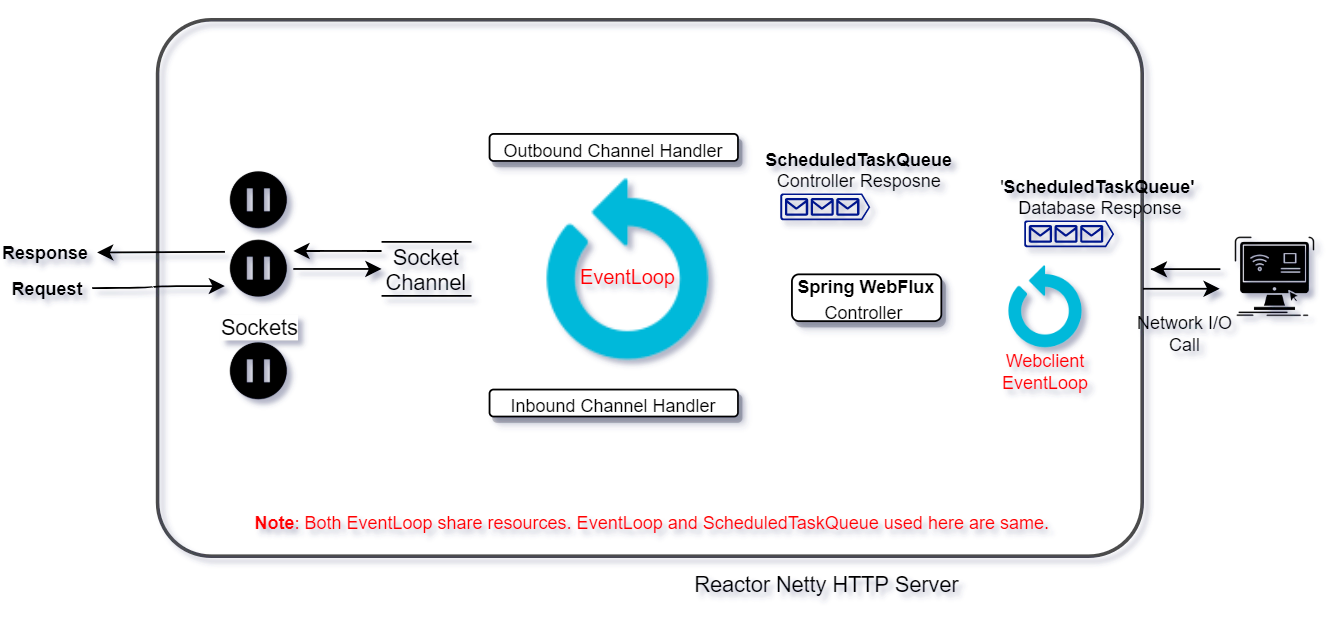 Outbound Channel Handler
ScheduledTaskQueue
Controller Resposne
'ScheduledTaskQueue'
Database Response
Response
Request
Socket
Channel
EventLoop
Spring WebFlux
Controller
Sockets
Network I/O
Call
Webclient
EventLoop
Inbound Channel Handler
Note: Both EventLoop share resources. EventLoop and ScheduledTaskQueue used here are same.
Reactor Netty HTTP Server